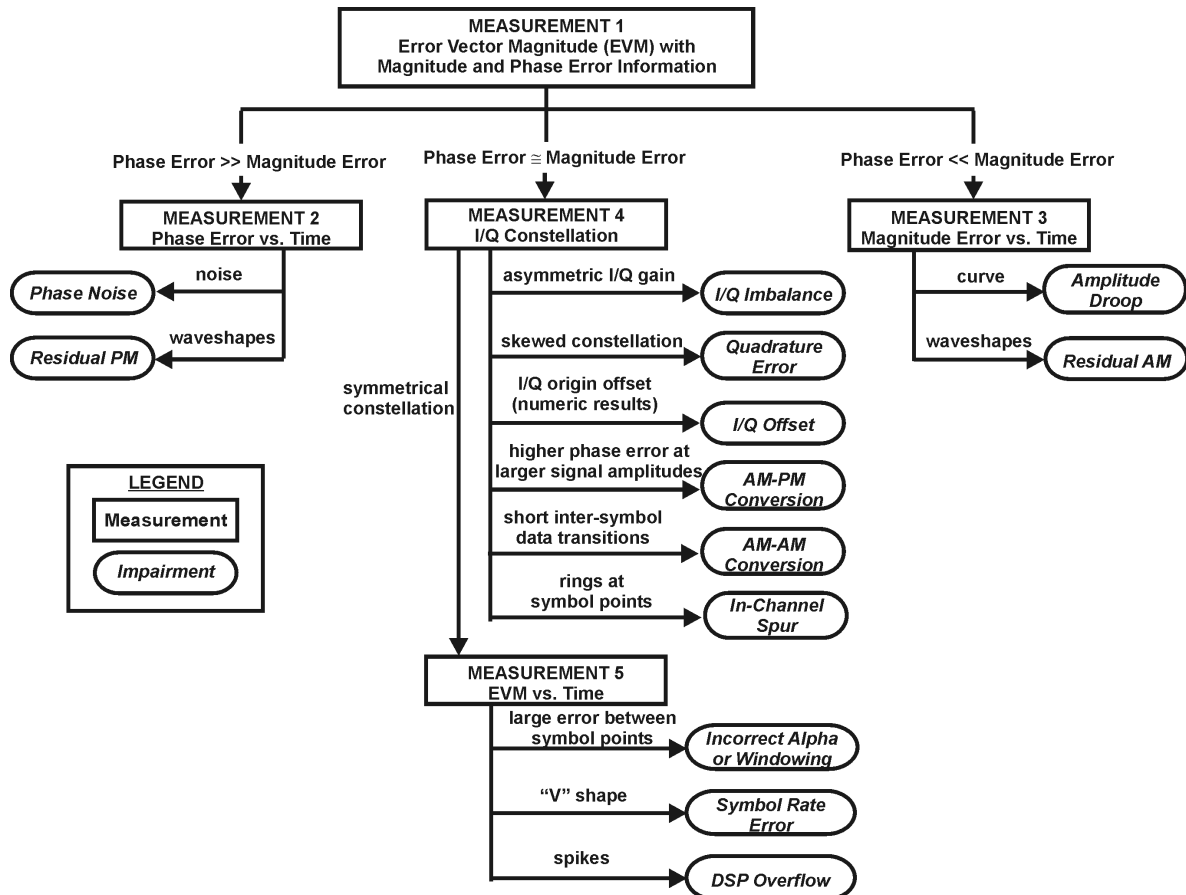 MEASUREMENT 1
Error Vector Magnitude (EVM) with
Magnitude and Phase Error Information
Phase Error >> Magnitude Error
Phase Error ≅ Magnitude Error
Phase Error << Magnitude Error
MEASUREMENT 2
Phase Error vs. Time
MEASUREMENT 4
I/Q Constellation
MEASUREMENT 3
Magnitude Error vs. Time
noise
Phase Noise
waveshapes
Residual PM
asymmetric I/Q gain
I/Q Imbalance
skewed constellation
Quadrature
Error
I/Q origin offset
(numeric results)
I/Q Offset
higher phase error at
larger signal amplitudes
AM-PM
Conversion
short inter-symbol
data transitions
AM-AM
Conversion
rings at
symbol points
In-Channel
Spur
curve
Amplitude
Droop
waveshapes
Residual AM
symmetrical
constellation
LEGEND
Measurement
Impairment
MEASUREMENT 5
EVM vs. Time
large error between
symbol points
Incorrect Alpha
or Windowing
“V” shape
Symbol Rate
Error
spikes
DSP Overflow